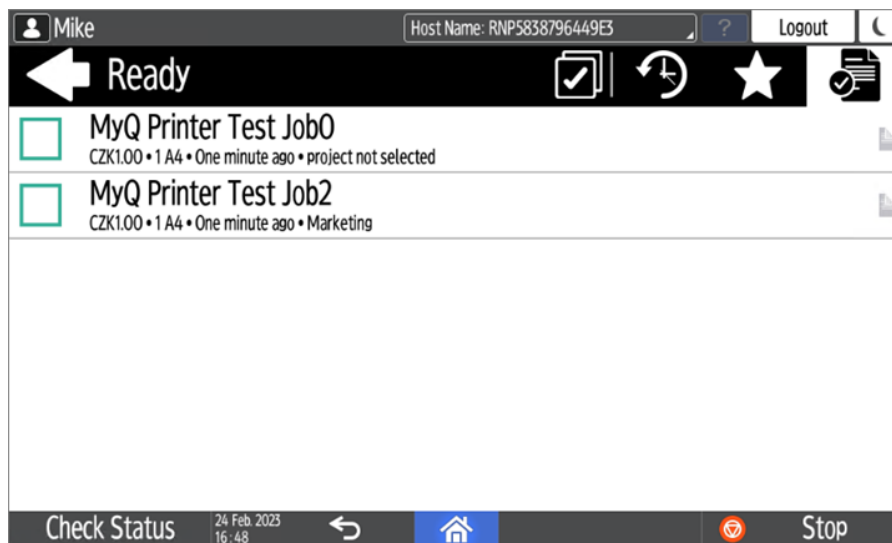 Mike
Host Name: RNP5838796449E3
?
Logout
Ready
MyQ Printer Test Job0
CZK1.00 • 1 A4 • One minute ago • project not selected
MyQ Printer Test Job2
CZK1.00 • 1 A4 • One minute ago • Marketing
Check Status
24 Feb. 2023
16:48
Stop